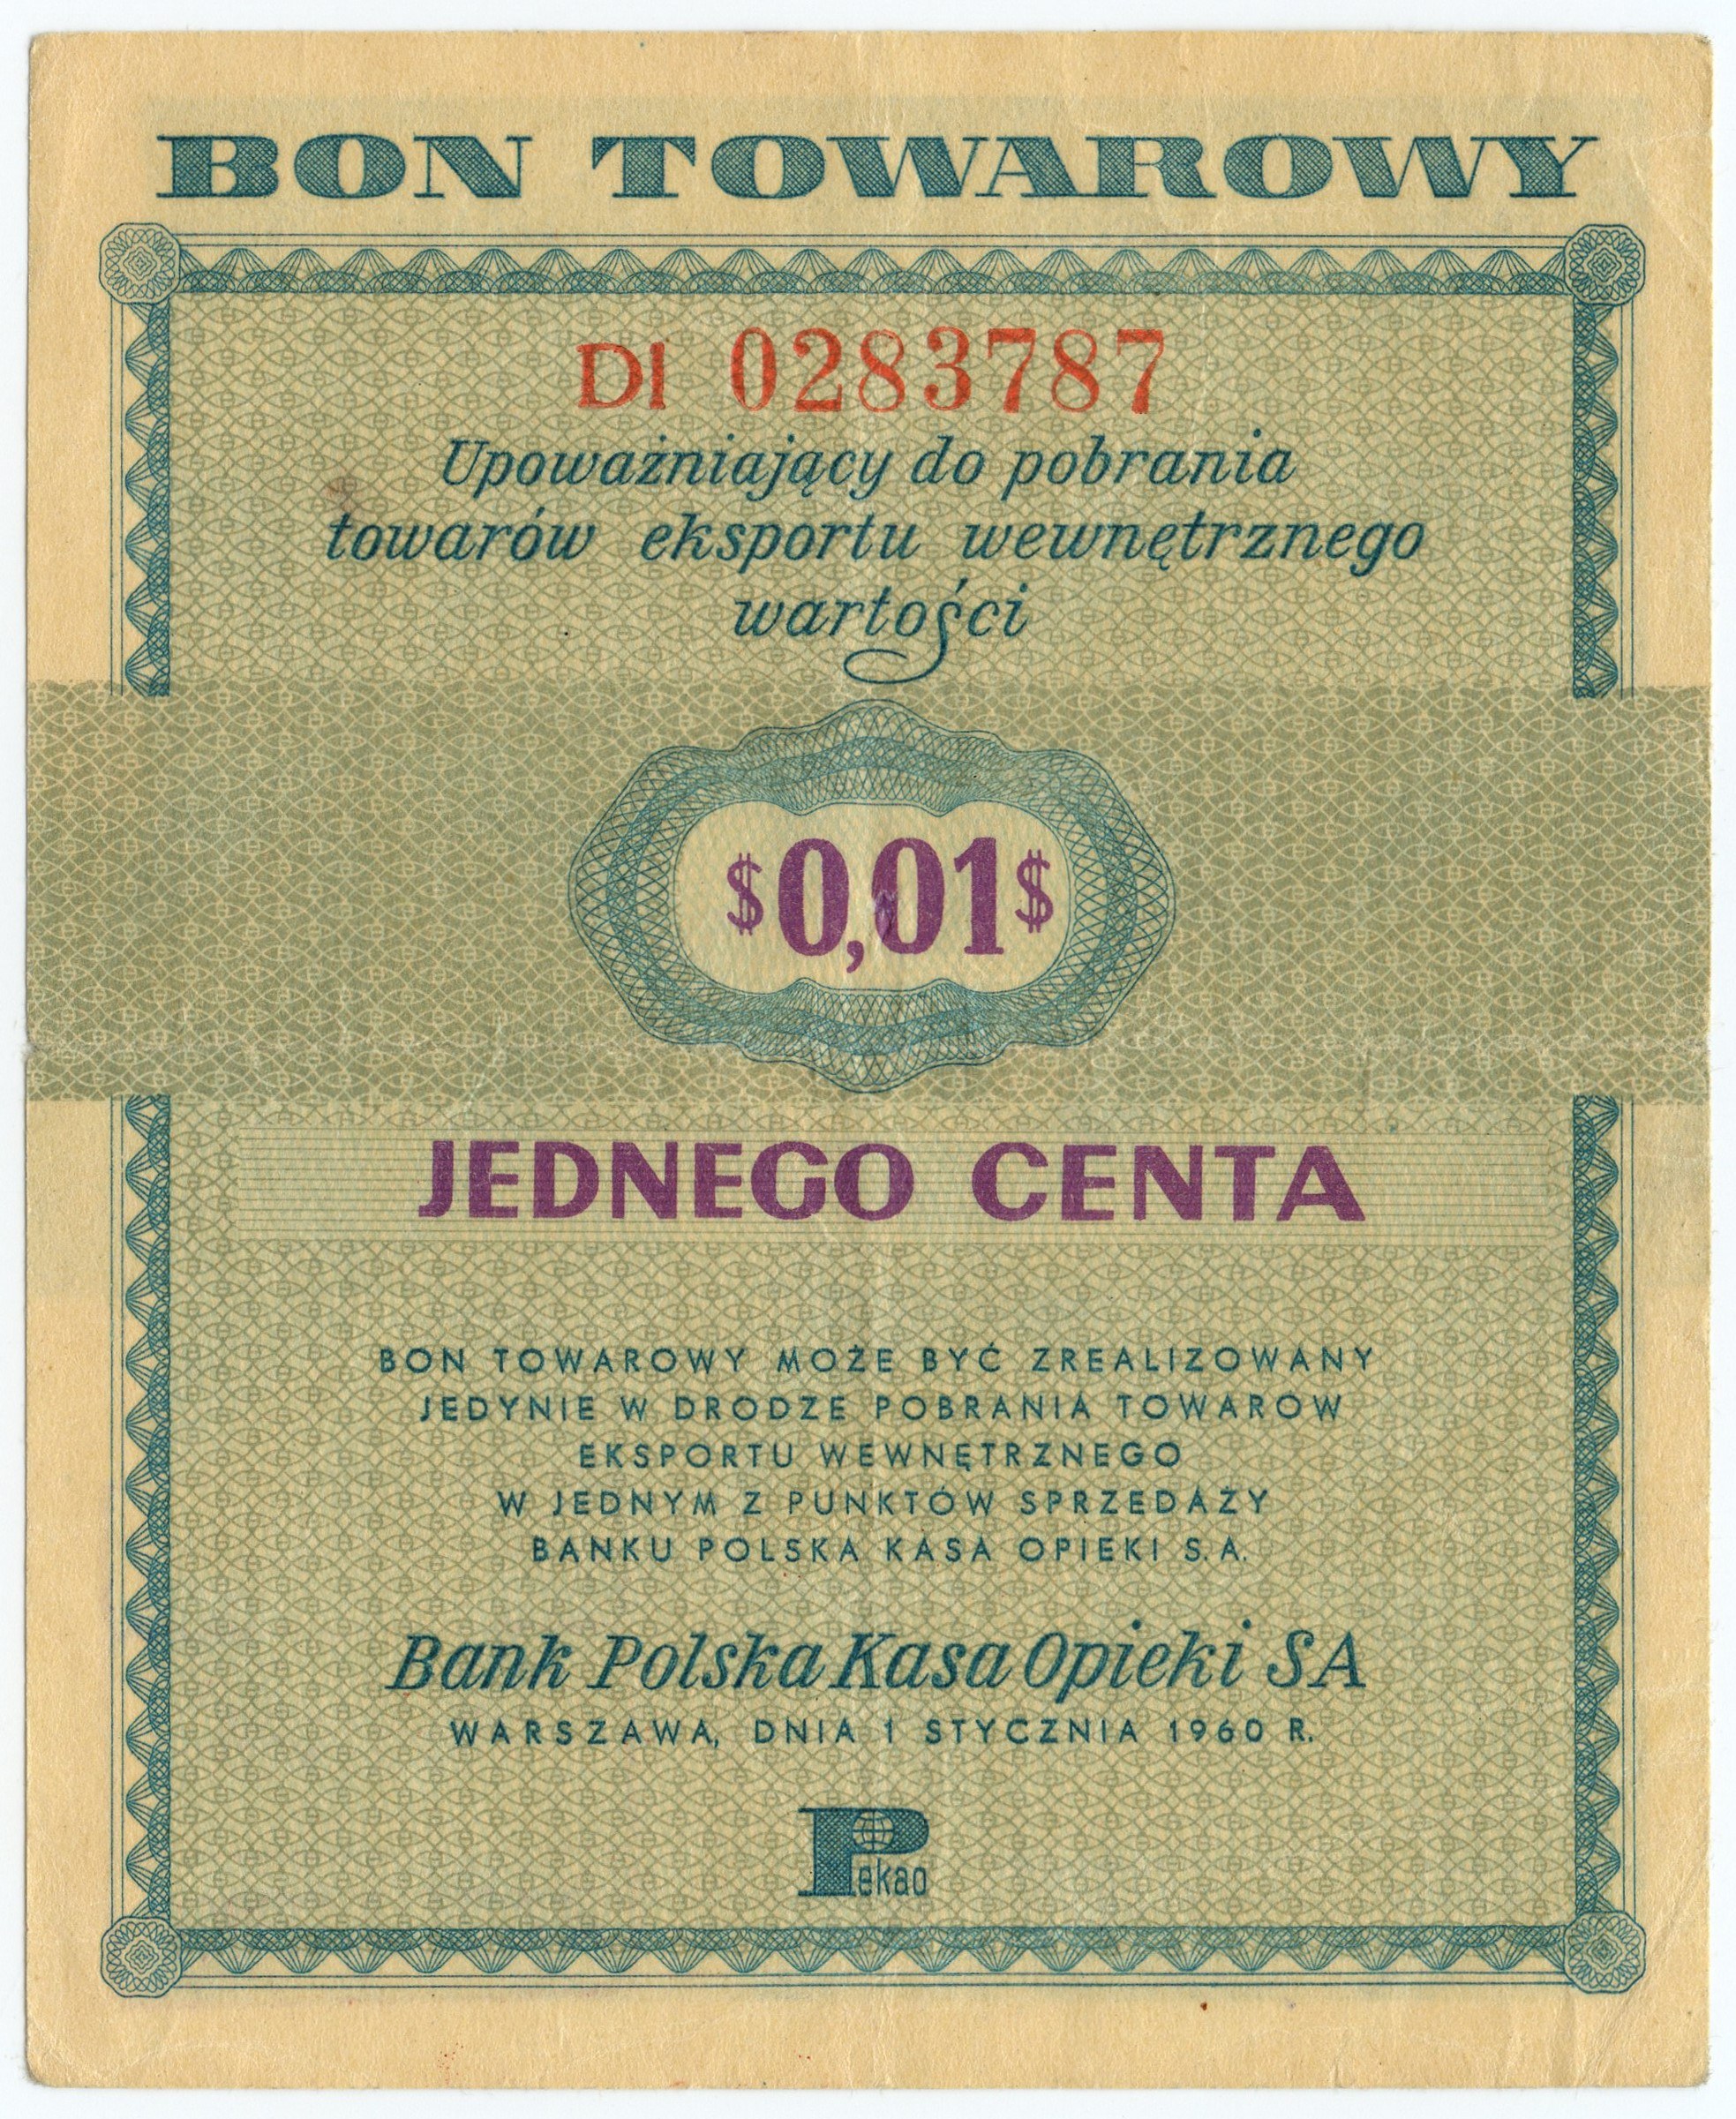 BON TOWAROWY
DI 0283787
Upoważniający do pobrania
towarów eksportu wewnętrznego
wartości
$0,01$
JEDNEGO CENTA
BON TOWAROWY MOŻE BYĆ ZREALIZOWANY
JEDYNIE W DRODZE POBRANIA TOWARÓW
EKSPORTU WEWNĘTRZNEGO
W JEDNYM Z PUNKTÓW SPRZEDAŻY
BANKU POLSKA KASA OPIEKI S.A.
Bank Polska Kasa Opieki SA
WARSZAWA, DNIA 1 STYCZNIA 1960 R.
Pekao